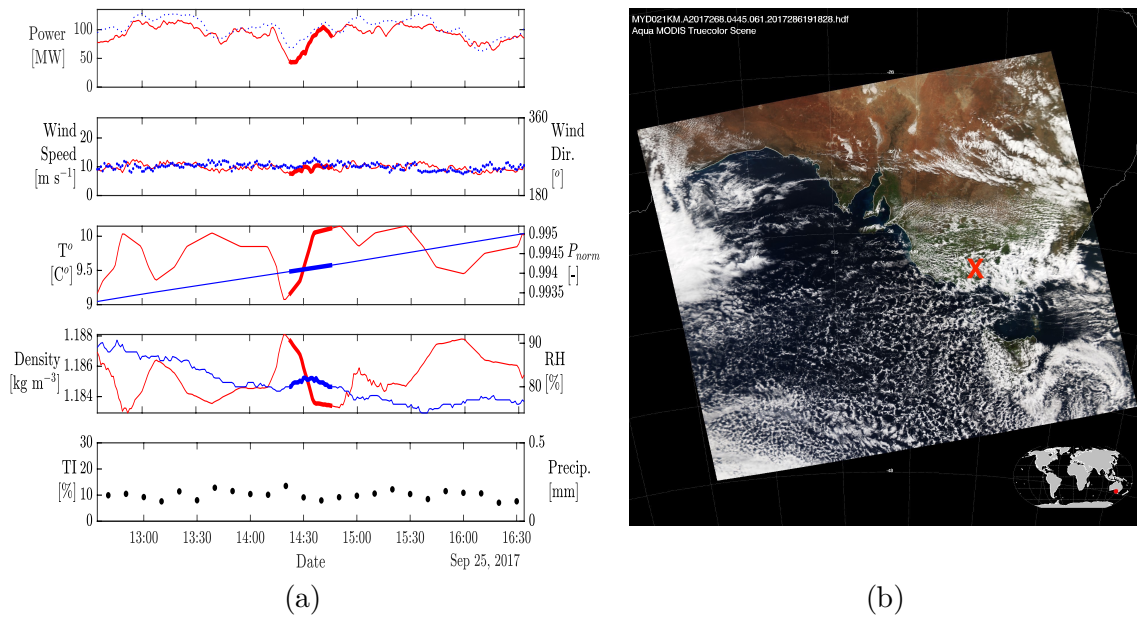 Power
[MW]
100
50
0
Wind
Speed
[m s−1]
20
10
0
360
Wind
Dir.
[o]
180
To
[Co]
10
9.5
9
0.995
0.9945
0.994
0.9935
Pnorm
[-]
Density
[kg m−3]
1.188
1.186
1.184
90
80
RH
[%]
TI
[%]
30
20
10
0
0.5
0
Precip.
[mm]
13:00 13:30 14:00 14:30 15:00 15:30 16:00 16:30
Date
Sep 25, 2017
(a)
MYD021KM.A2017268.0445.061.2017286191828.hdf
Aqua MODIS Truecolor Scene
X
(b)